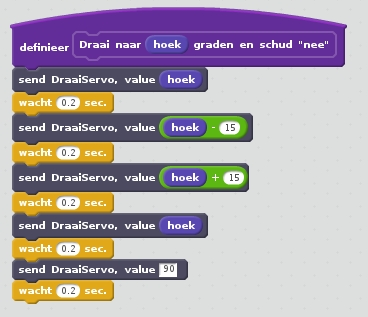 definieer Draai naar hoek graden en schud "nee"
send DraaiServo, value hoek
wacht 0.2 sec.
send DraaiServo, value hoek - 15
wacht 0.2 sec.
send DraaiServo, value hoek + 15
wacht 0.2 sec.
send DraaiServo, value hoek
wacht 0.2 sec.
send DraaiServo, value 90
wacht 0.2 sec.